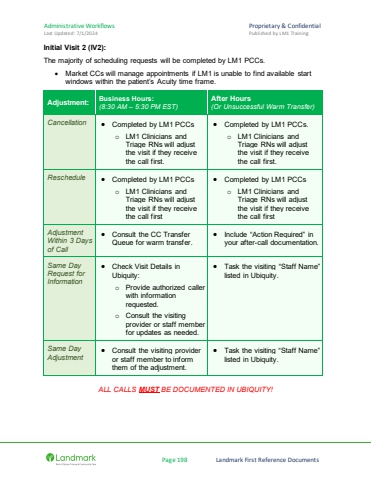 Administrative Workflows
Proprietary & Confidential
Last Updated: 7/1/2024
Published by LM1 Training
Initial Visit 2 (IV2):
The majority of scheduling requests will be completed by LM1 PCCs.
• Market CCs will manage appointments if LM1 is unable to find available start
windows within the patient's Acuity time frame.
Adjustment:
Business Hours:
(8:30 AM – 5:30 PM EST)
After Hours
(Or Unsuccessful Warm Transfer)
Cancellation
• Completed by LM1 PCCs
o LM1 Clinicians and
Triage RNs will adjust
the visit if they receive
the call first.
• Completed by LM1 PCCs.
o LM1 Clinicians and
Triage RNs will adjust
the visit if they receive
the call first.
Reschedule
• Completed by LM1 PCCs
o LM1 Clinicians and
Triage RNs will adjust
the visit if they receive
the call first
• Completed by LM1 PCCs
o LM1 Clinicians and
Triage RNs will adjust
the visit if they receive
the call first
Adjustment
Within 3 Days
of Call
• Consult the CC Transfer
Queue for warm transfer.
• Include "Action Required" in
your after-call documentation.
Same Day
Request for
Information
• Check Visit Details in
Ubiquity:
o Provide authorized caller
with information
requested.
o Consult the visiting
provider or staff member
for updates as needed.
• Task the visiting "Staff Name"
listed in Ubiquity.
Same Day
Adjustment
• Consult the visiting provider
or staff member to inform
them of the adjustment.
• Task the visiting "Staff Name"
listed in Ubiquity.
ALL CALLS MUST BE DOCUMENTED IN UBIQUITY!
Landmark
Page 198
Landmark First Reference Documents